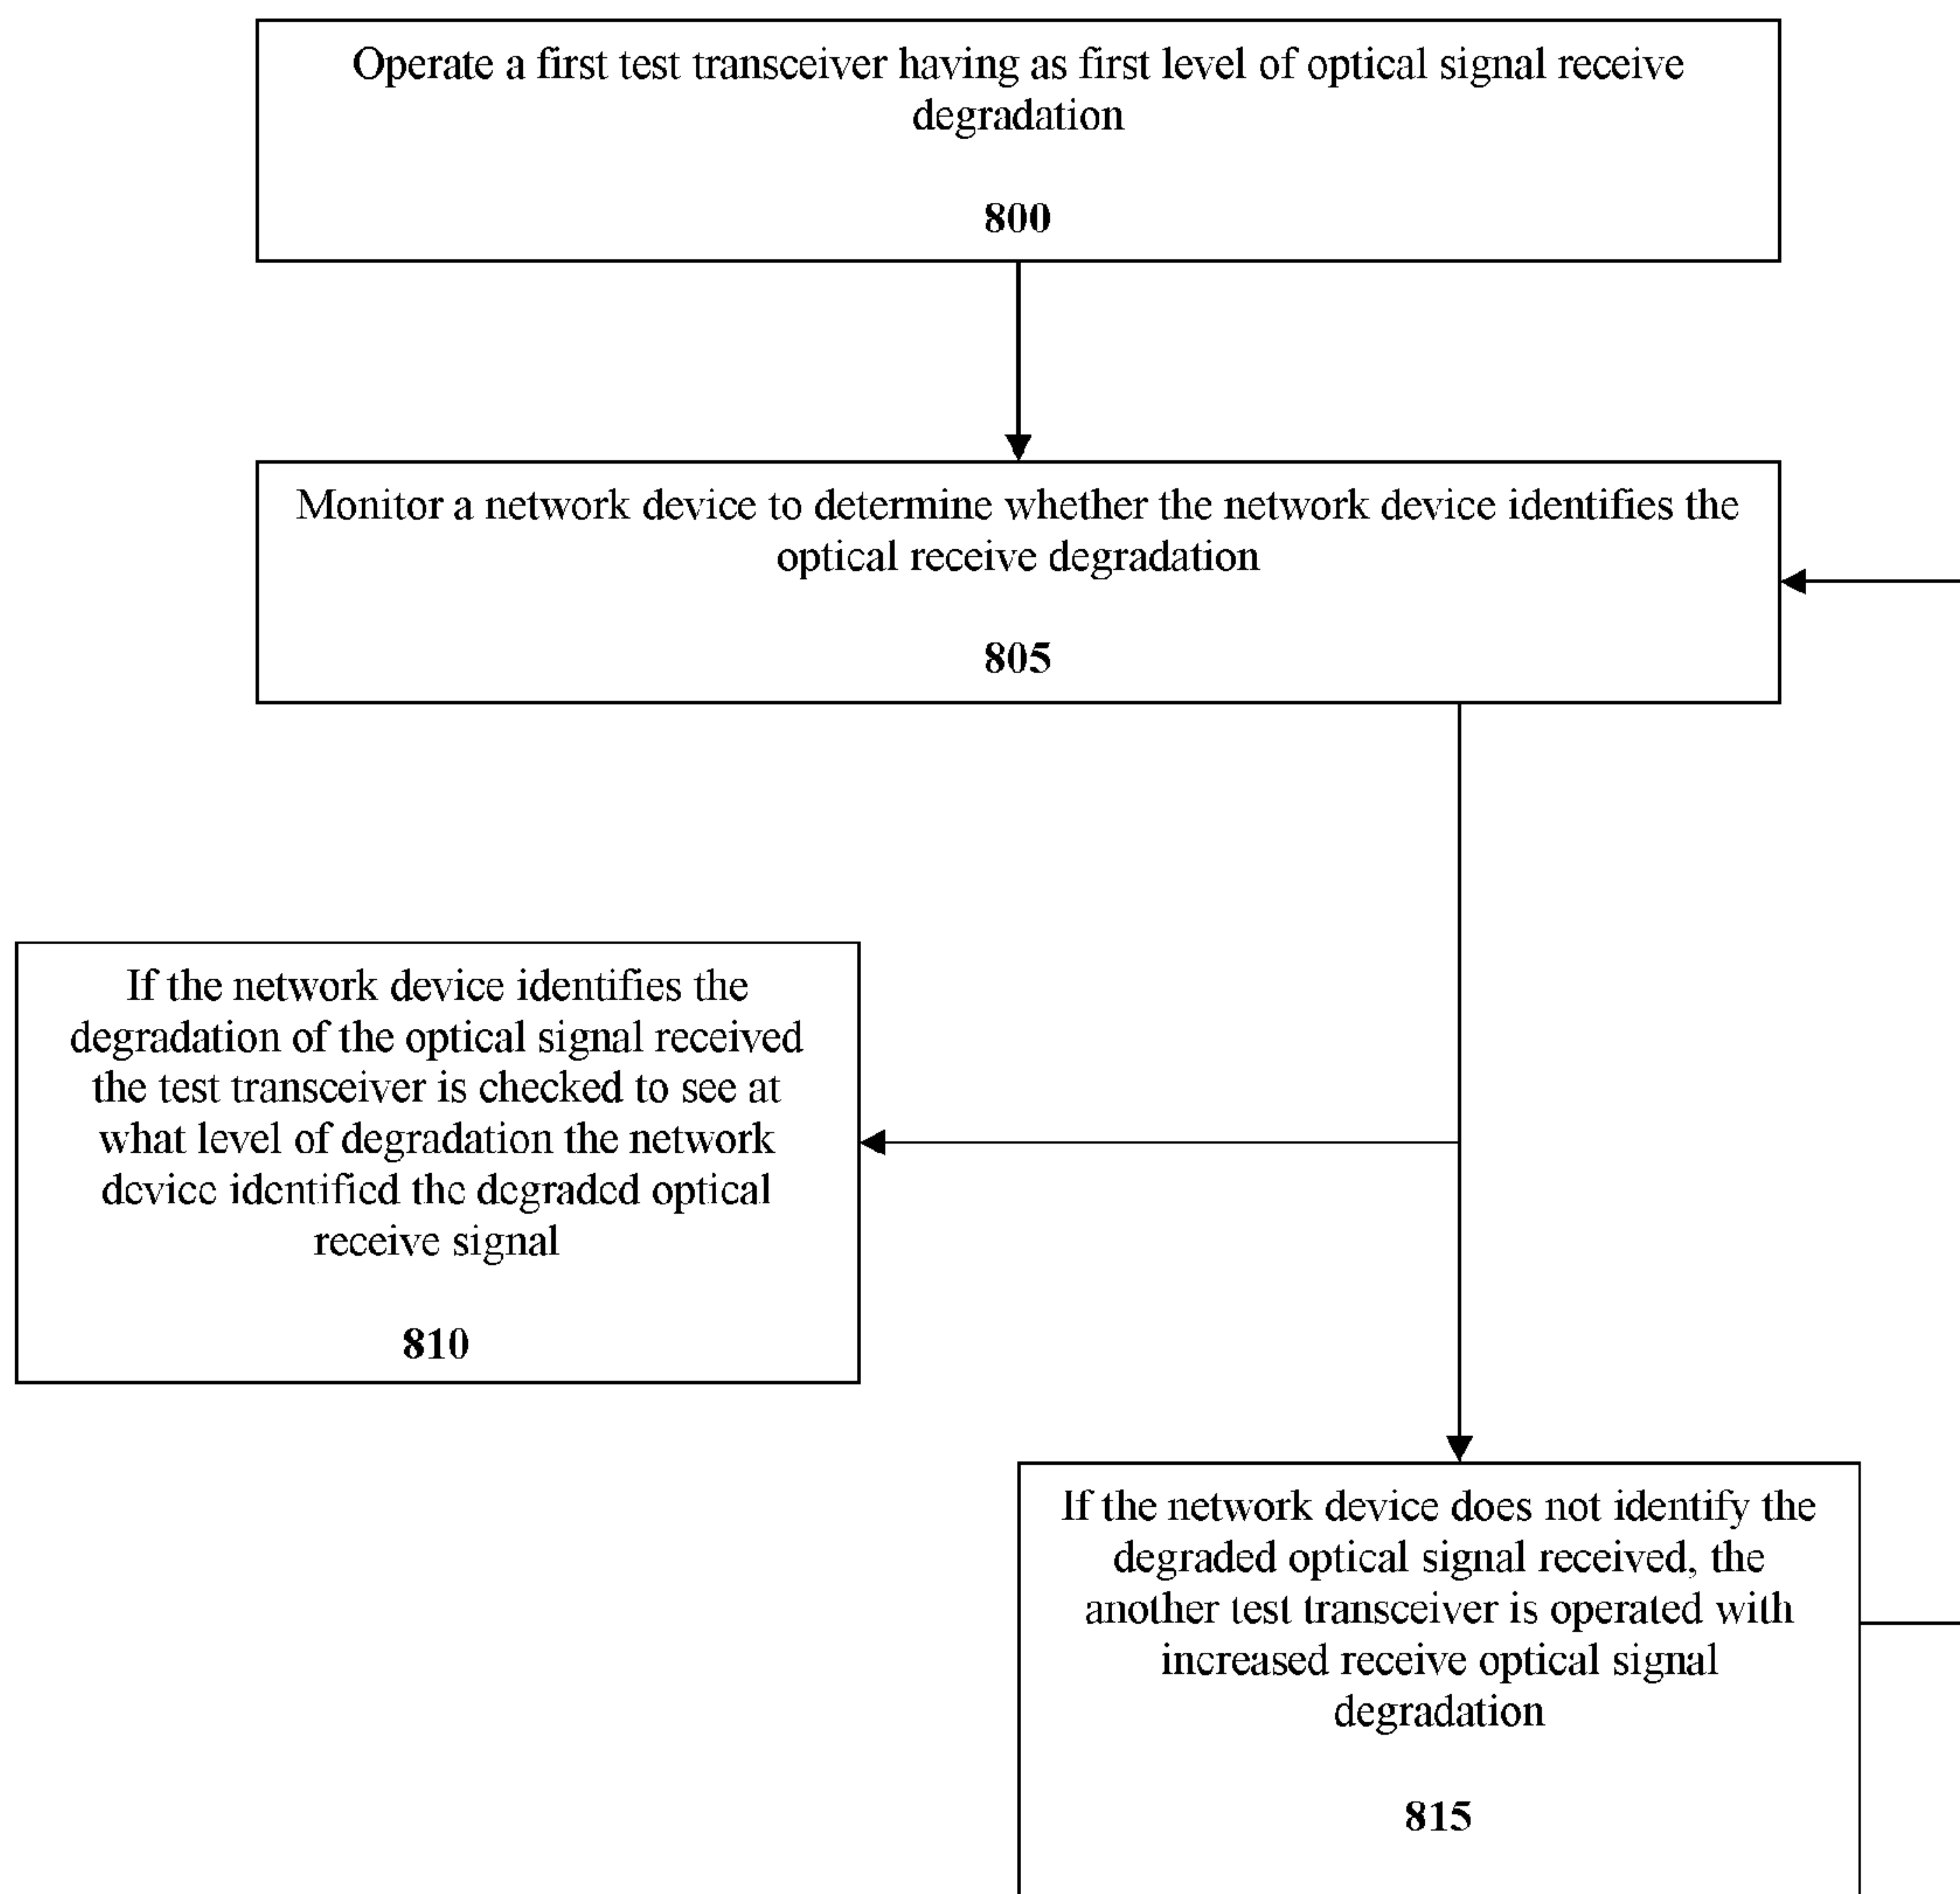 Operate a first test transceiver having as first level of optical signal receive
degradation
800
Monitor a network device to determine whether the network device identifies the
optical receive degradation
805
If the network device identifies the
degradation of the optical signal received
the test transceiver is checked to see at
what level of degradation the network
device identified the degraded optical
receive signal
810
If the network device does not identify the
degraded optical signal received, the
another test transceiver is operated with
increased receive optical signal
degradation
815